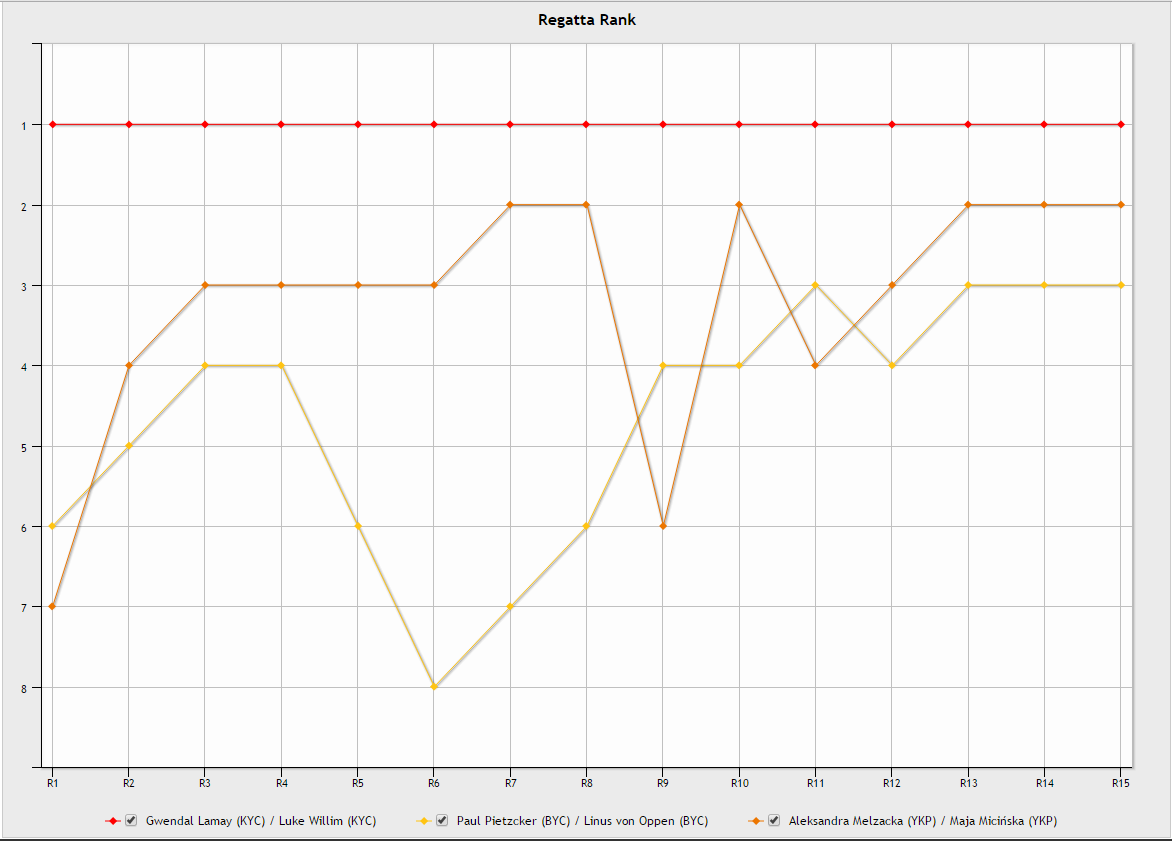 Regatta Rank
1
2
3
4
5
6
7
8
R1 R2 R3 R4 R5 R6 R7 R8 R9 R10 R11 R12 R13 R14 R15
Gwendal Lamay (KYC) / Luke Willim (KYC) Paul Pietzcker (BYC) / Linus von Oppen (BYC) Aleksandra Melzacka (YKP) / Maja Micińska (YKP)